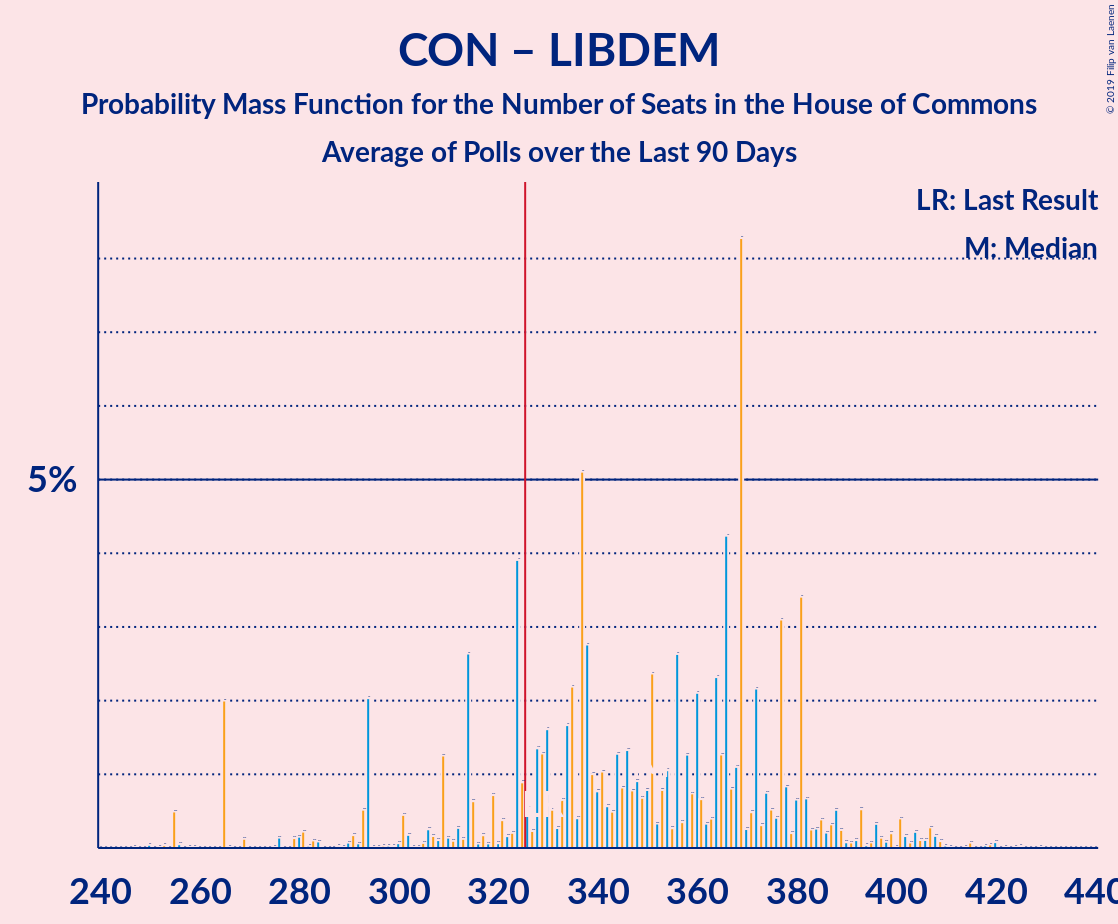 CON – LIBDEM
Probability Mass Function for the Number of Seats in the House of Commons
Average of Polls over the Last 90 Days
© 2019 Filip van Laenen
LR: Last Result
M: Median
5%
240 260 280 300 320 340 360 380 400 420 440